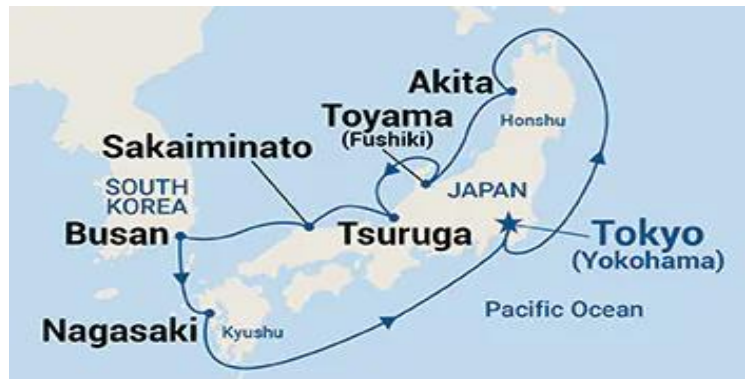 Akita
Toyama
(Fushiki)
Honshu
Sakaiminato
SOUTH
KOREA
JAPAN
Busan
Tsuruga
Tokyo
(Yokohama)
Nagasaki
Kyushu
Pacific Ocean